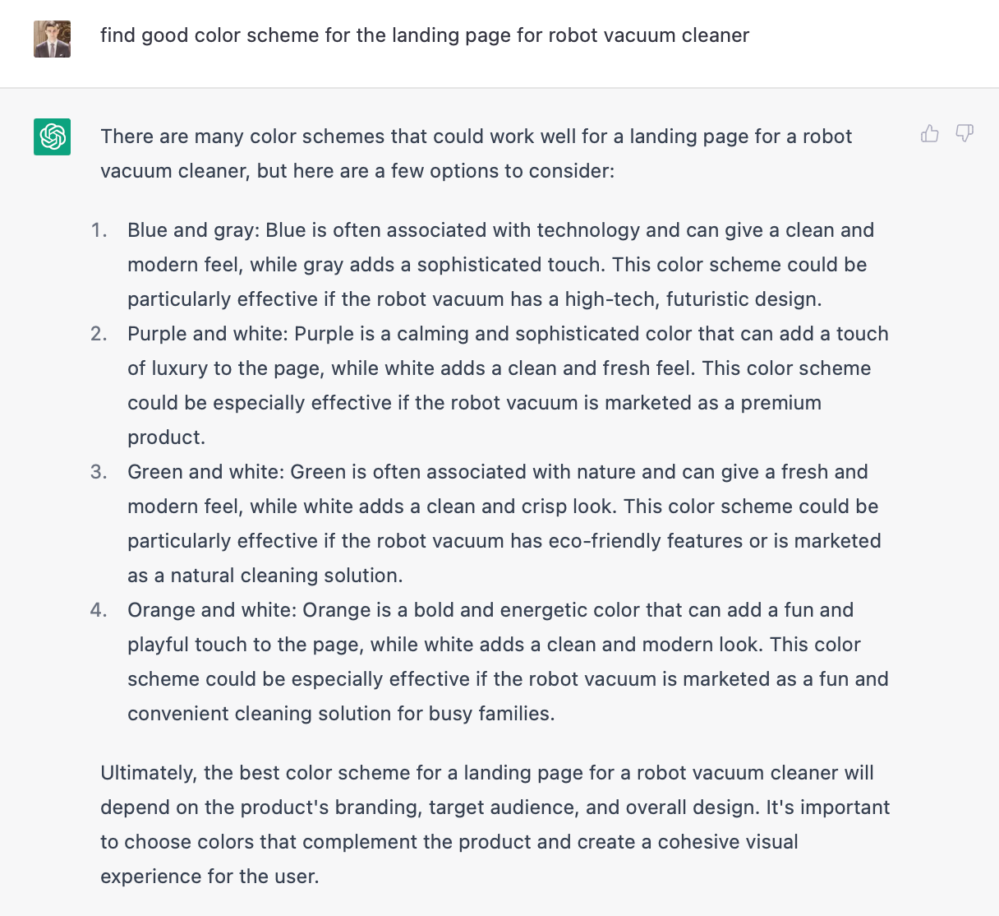 find good color scheme for the landing page for robot vacuum cleaner
There are many color schemes that could work well for a landing page for a robot
vacuum cleaner, but here are a few options to consider:
1. Blue and gray: Blue is often associated with technology and can give a clean and
modern feel, while gray adds a sophisticated touch. This color scheme could be
particularly effective if the robot vacuum has a high-tech, futuristic design.
2. Purple and white: Purple is a calming and sophisticated color that can add a touch
of luxury to the page, while white adds a clean and fresh feel. This color scheme
could be especially effective if the robot vacuum is marketed as a premium
product.
3. Green and white: Green is often associated with nature and can give a fresh and
modern feel, while white adds a clean and crisp look. This color scheme could be
particularly effective if the robot vacuum has eco-friendly features or is marketed
as a natural cleaning solution.
4. Orange and white: Orange is a bold and energetic color that can add a fun and
playful touch to the page, while white adds a clean and modern look. This color
scheme could be especially effective if the robot vacuum is marketed as a fun and
convenient cleaning solution for busy families.
Ultimately, the best color scheme for a landing page for a robot vacuum cleaner will
depend on the product's branding, target audience, and overall design. It's important
to choose colors that complement the product and create a cohesive visual
experience for the user.